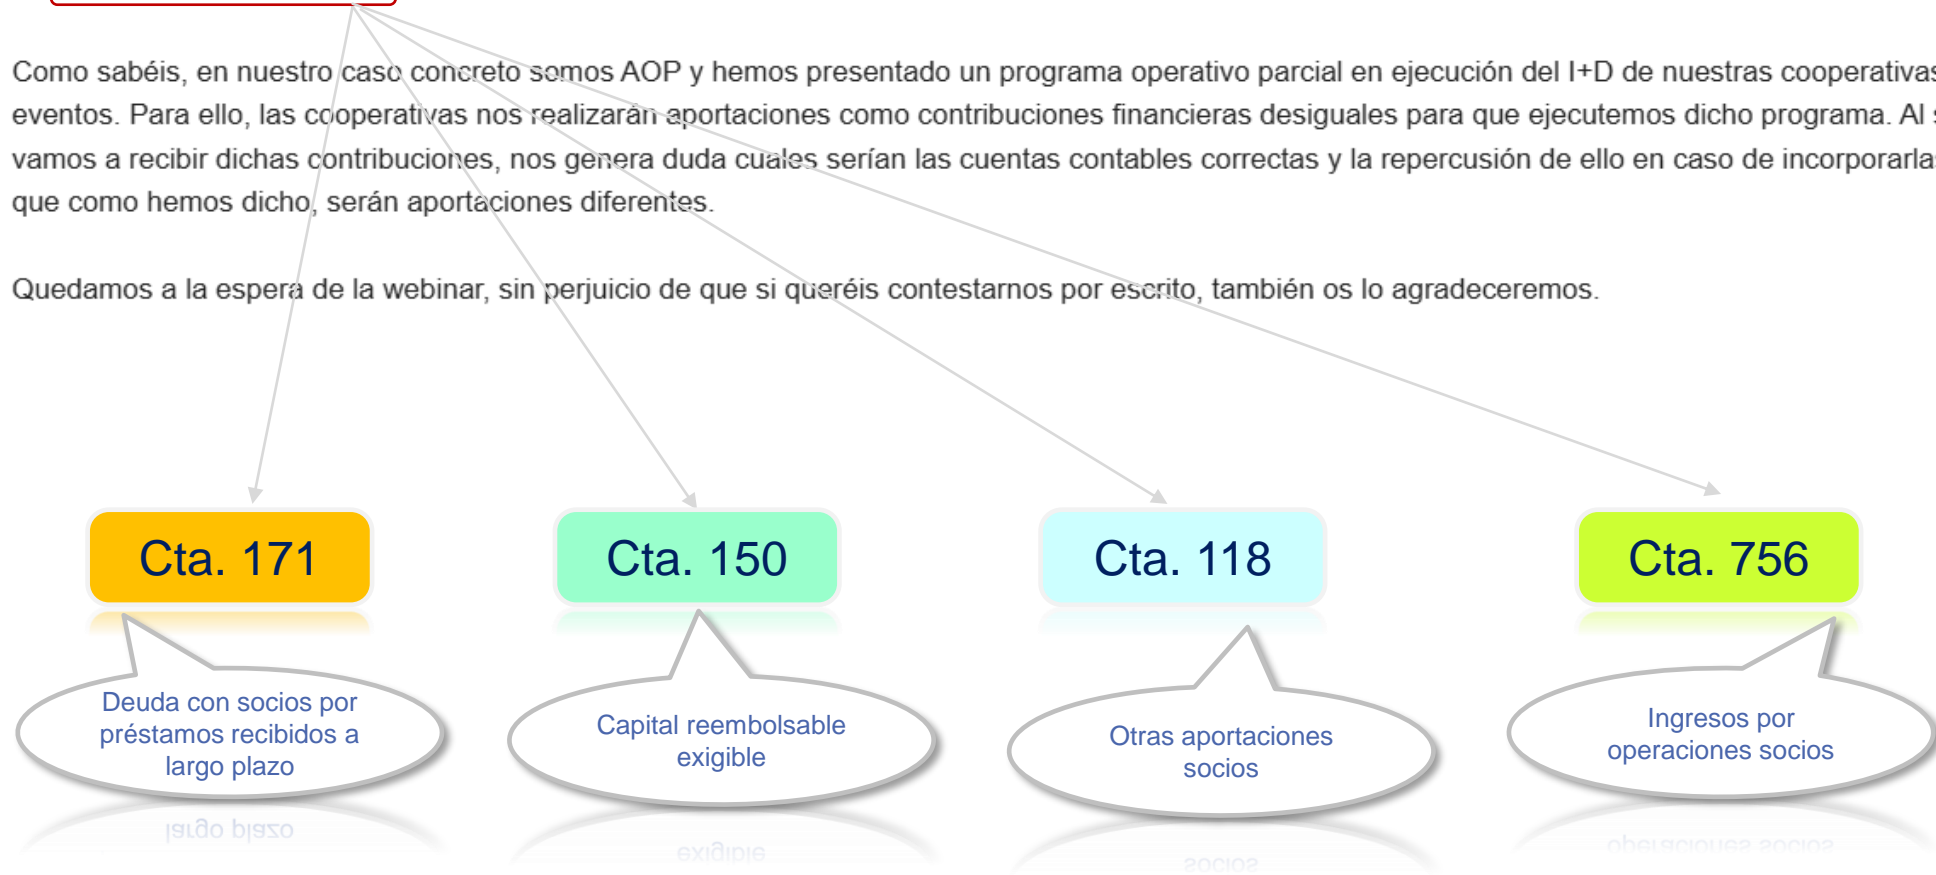 Como sabéis, en nuestro caso concreto somos AOP y hemos presentado un programa operativo parcial en ejecución del I+D de nuestras cooperativas
eventos. Para ello, las cooperativas nos realizarán aportaciones como contribuciones financieras desiguales para que ejecutemos dicho programa. Al s
vamos a recibir dichas contribuciones, nos genera duda cuales serían las cuentas contables correctas y la repercusión de ello en caso de incorporarlas
que como hemos dicho, serán aportaciones diferentes.
Quedamos a la espera de la webinar, sin perjuicio de que si queréis contestarnos por escrito, también os lo agradeceremos.
Cta. 171
Cta. 150
Cta. 118
Cta. 756
Deuda con socios por
préstamos recibidos a
largo plazo
Capital reembolsable
exigible
Otras aportaciones
socios
Ingresos por
operaciones socios